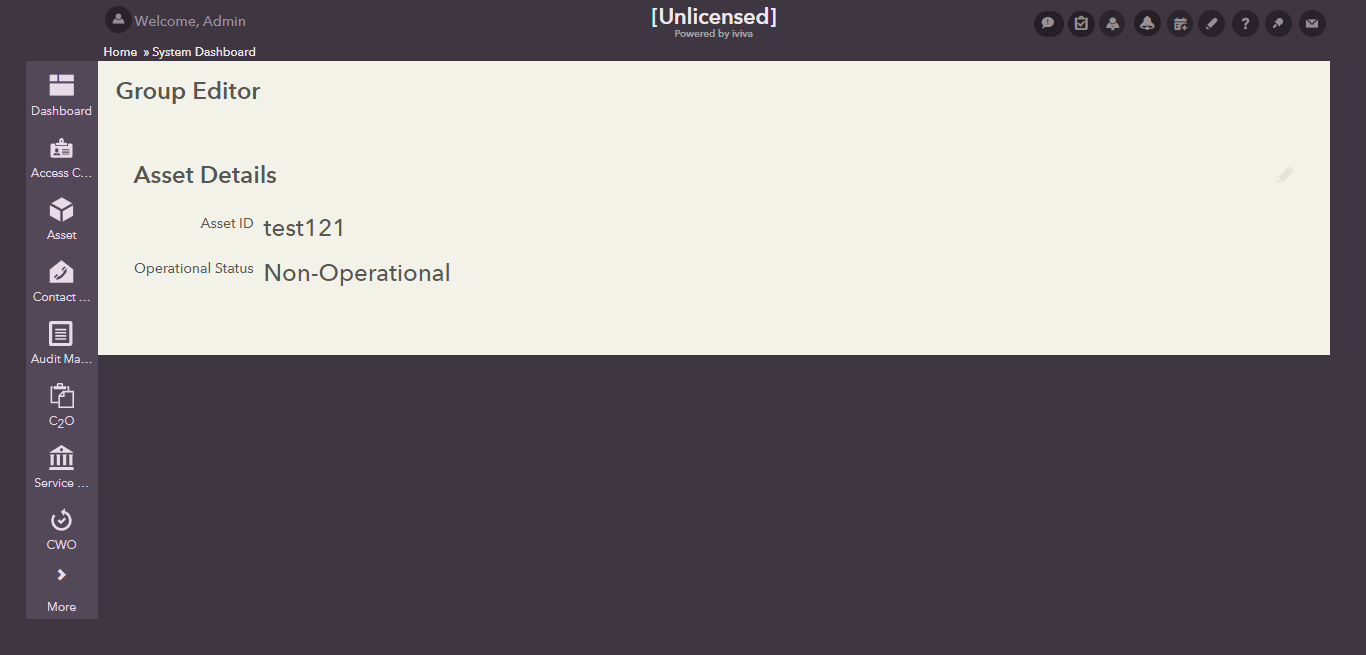 Welcome, Admin
[Unlicensed]
Powered by iviva
Home » System Dashboard
Dashboard
Access C...
Asset
Contact ...
Audit Ma...
C2O
Service ...
CWO
More
Group Editor
Asset Details
Asset ID test121
Operational Status Non-Operational